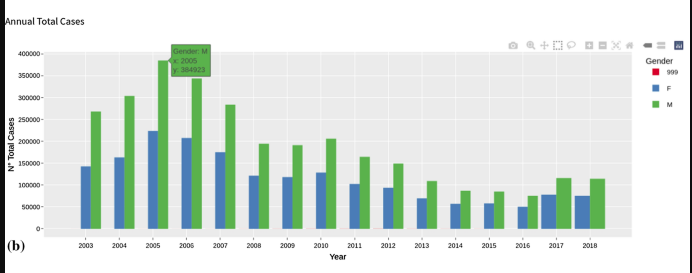 Annual Total Cases
Gender: M
x: 2005
y: 384923
Gender
999
F
M
N° Total Cases
400000
350000
300000
250000
200000
150000
100000
50000
0
2003 2004 2005 2006 2007 2008 2009 2010 2011 2012 2013 2014 2015 2016 2017 2018
Year
(b)